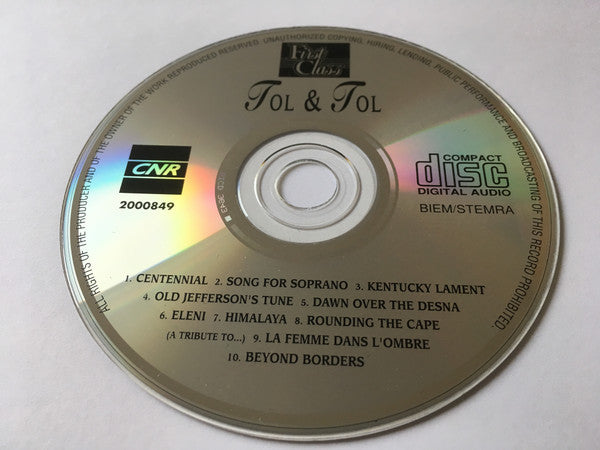 ALL RIGHTS OF THE PRODUCER AND OF THE OWNER OF THE WORK REPRODUCED RESERVED. UNAUTHORIZED COPYING, HIRING, LENDING, PUBLIC PERFORMANCE AND BROADCASTING OF THIS RECORD PROHIBITED.
First
Class
TOL & TOL
CNR
2000849
COMPACT
disc
DIGITAL AUDIO
BIEM/STEMRA
1. CENTENNIAL 2. SONG FOR SOPRANO 3. KENTUCKY LAMENT
4. OLD JEFFERSON'S TUNE 5. DAWN OVER THE DESNA
6. ELENI 7. HIMALAYA 8. ROUNDING THE CAPE
(A TRIBUTE TO...) 9. LA FEMME DANS L'OMBRE
10. BEYOND BORDERS